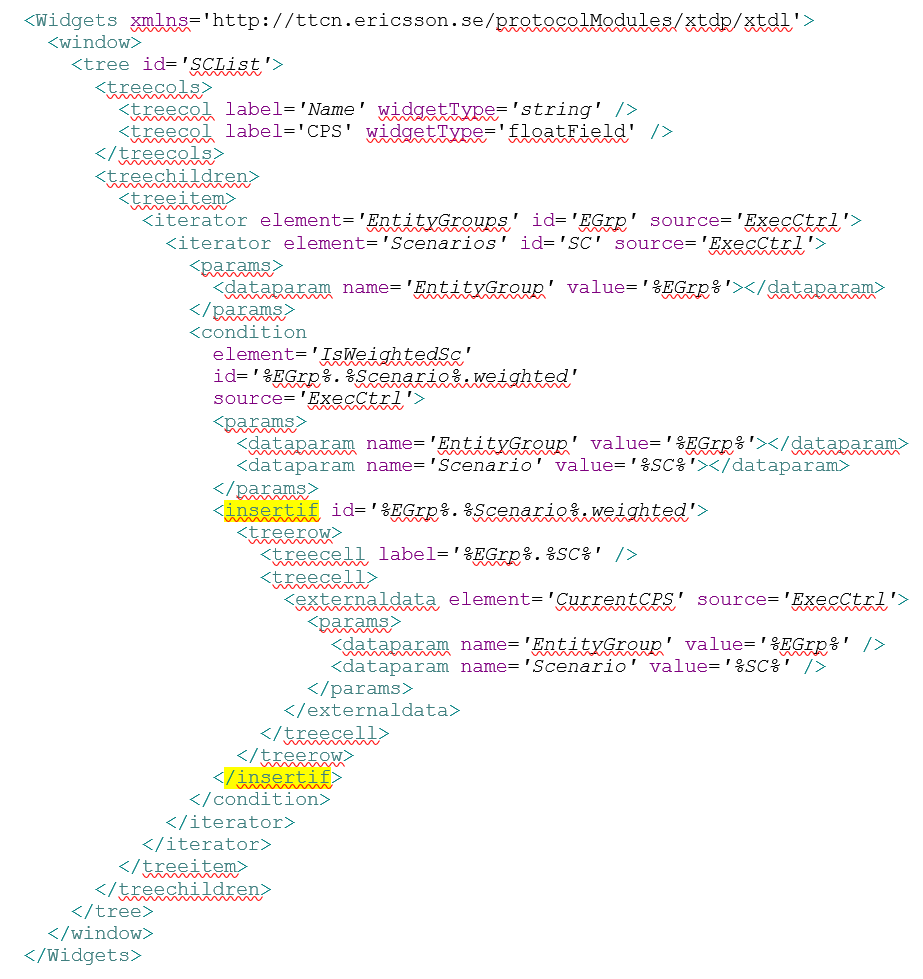 <Widgets xmlns='http://ttcn.ericsson.se/protocolModules/xtdp/xtdl'>
  <window>
    <tree id='SCList'>
      <treecols>
        <treecol label='Name' widgetType='string' />
        <treecol label='CPS' widgetType='floatField' />
      </treecols>
      <treechildren>
        <treeitem>
          <iterator element='EntityGroups' id='EGrp' source='ExecCtrl'>
            <iterator element='Scenarios' id='SC' source='ExecCtrl'>
              <params>
                <dataparam name='EntityGroup' value='%EGrp%'></dataparam>
              </params>
              <condition
                element='IsWeightedSc'
                id='%EGrp%.%Scenario%.weighted'
                source='ExecCtrl'>
                <params>
                  <dataparam name='EntityGroup' value='%EGrp%'></dataparam>
                  <dataparam name='Scenario' value='%SC%'></dataparam>
                </params>
                <insertif id='%EGrp%.%Scenario%.weighted'>
                  <treerow>
                    <treecell label='%EGrp%.%SC%' />
                    <treecell>
                      <externaldata element='CurrentCPS' source='ExecCtrl'>
                        <params>
                          <dataparam name='EntityGroup' value='%EGrp%' />
                          <dataparam name='Scenario' value='%SC%' />
                        </params>
                      </externaldata>
                    </treecell>
                  </treerow>
                </insertif>
              </condition>
            </iterator>
          </iterator>
        </treeitem>
      </treechildren>
    </tree>
  </window>
</Widgets>